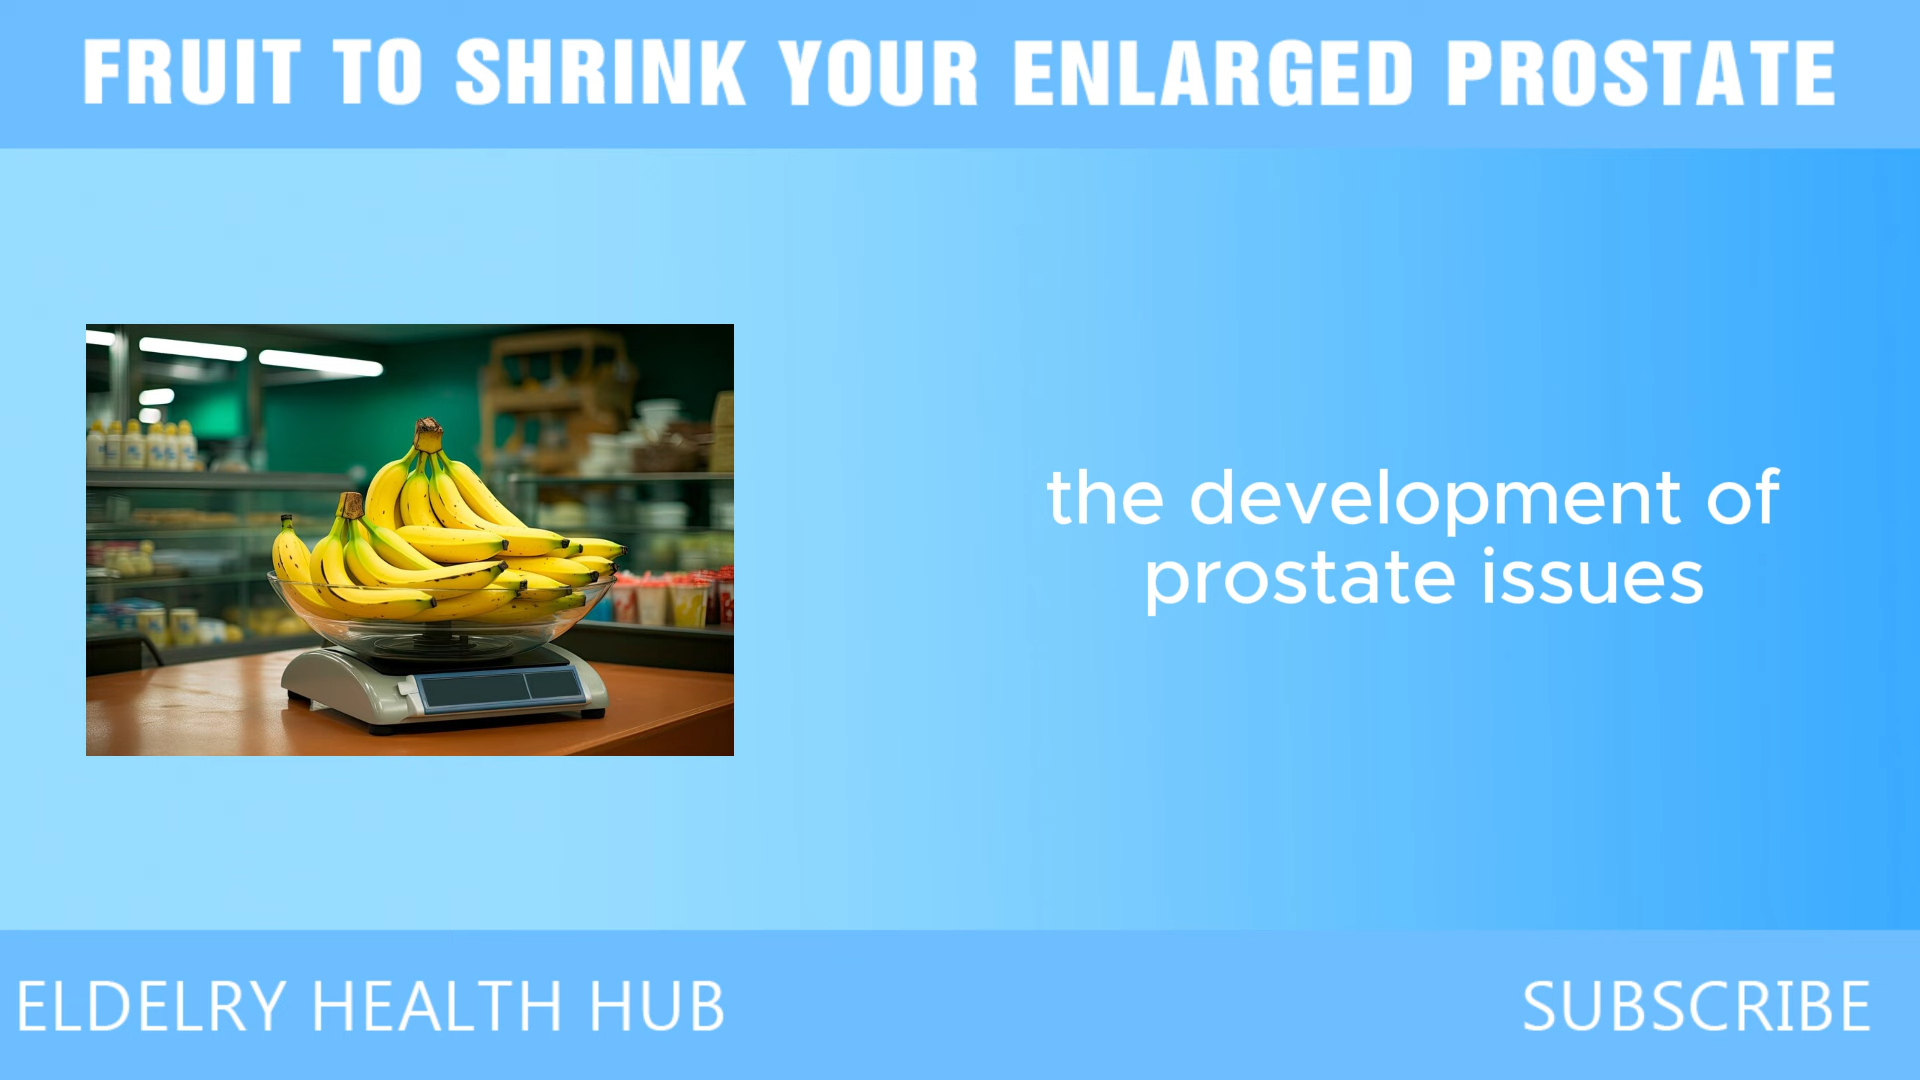 FRUIT TO SHRINK YOUR ENLARGED PROSTATE
the development of
prostate issues
ELDELRY HEALTH HUB
SUBSCRIBE